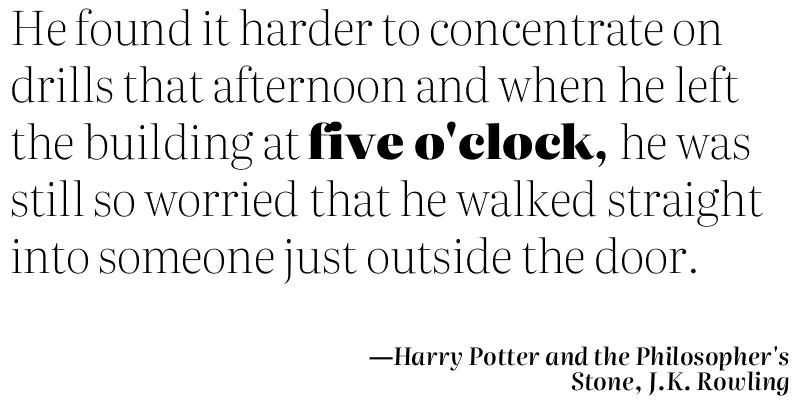 He found it harder to concentrate on
drills that afternoon and when he left
the building at five o'clock, he was
still so worried that he walked straight
into someone just outside the door.
—Harry Potter and the Philosopher's
Stone, J.K. Rowling